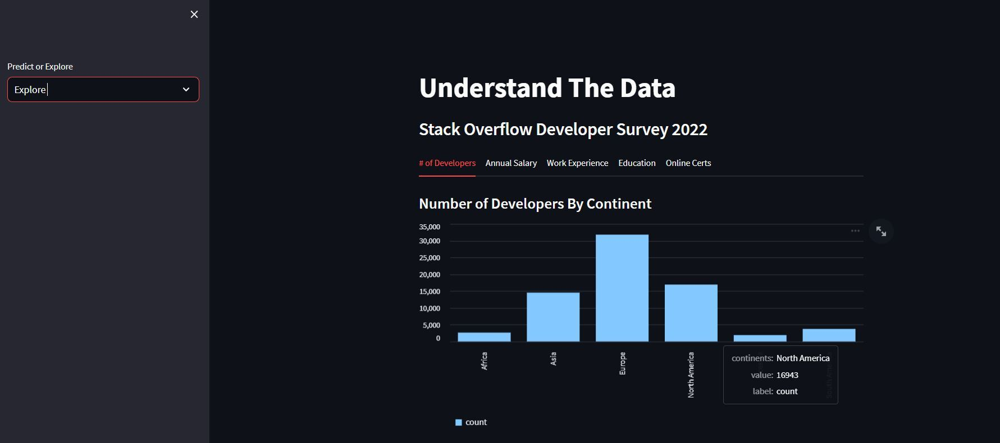 Predict or Explore
Explore
Understand The Data
Stack Overflow Developer Survey 2022
# of Developers Annual Salary Work Experience Education Online Certs
Number of Developers By Continent
35,000
30,000
25,000
20,000
15,000
10,000
5,000
0
Africa
Asia
Europe
North America
South America
continents: North America
value: 16943
label: count
count